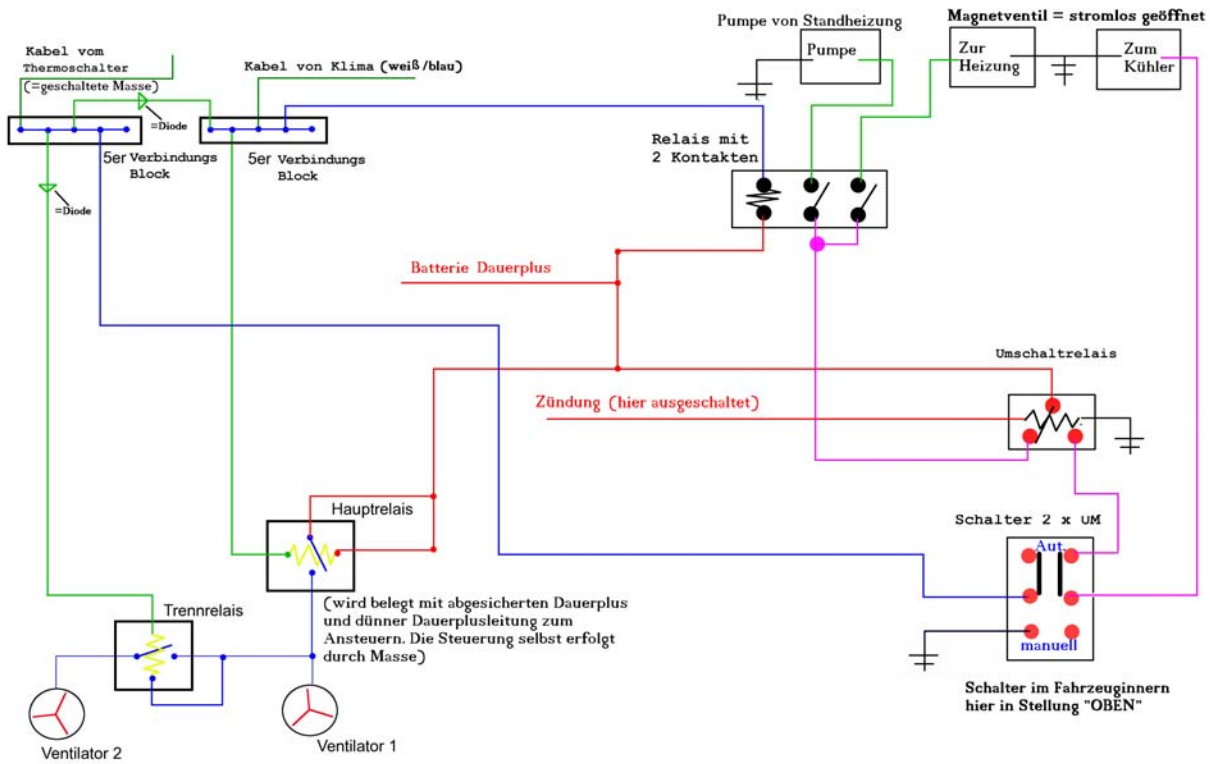 Pumpe von Standheizung
Magnetventil = stromlos geöffnet
Kabel vom
Thermoschalter
(=geschaltete Masse)
Kabel von Klima (weiß/blau)
Pumpe
Zur
Heizung
Zum
Kühler
=Diode
5er Verbindungs
Block
5er Verbindungs
Block
Relais mit
2 Kontakten
=Diode
Batterie Dauerplus
Umschaltrelais
Zündung (hier ausgeschaltet)
Hauptrelais
Schalter 2 x UM
Aut.
(wird belegt mit abgesicherten Dauerplus
und dünner Dauerplusleitung zum
Ansteuern. Die Steuerung selbst erfolgt
durch Masse)
Trennrelais
manuell
Schalter im Fahrzeuginnern
hier in Stellung "OBEN"
Ventilator 2
Ventilator 1